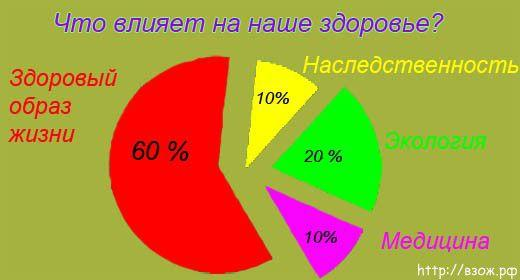 Что влияет на наше здоровье?
Здоровый
образ
жизни
60 %
Наследственность
10%
Экология
20 %
Медицина
10%
http://взож.рф